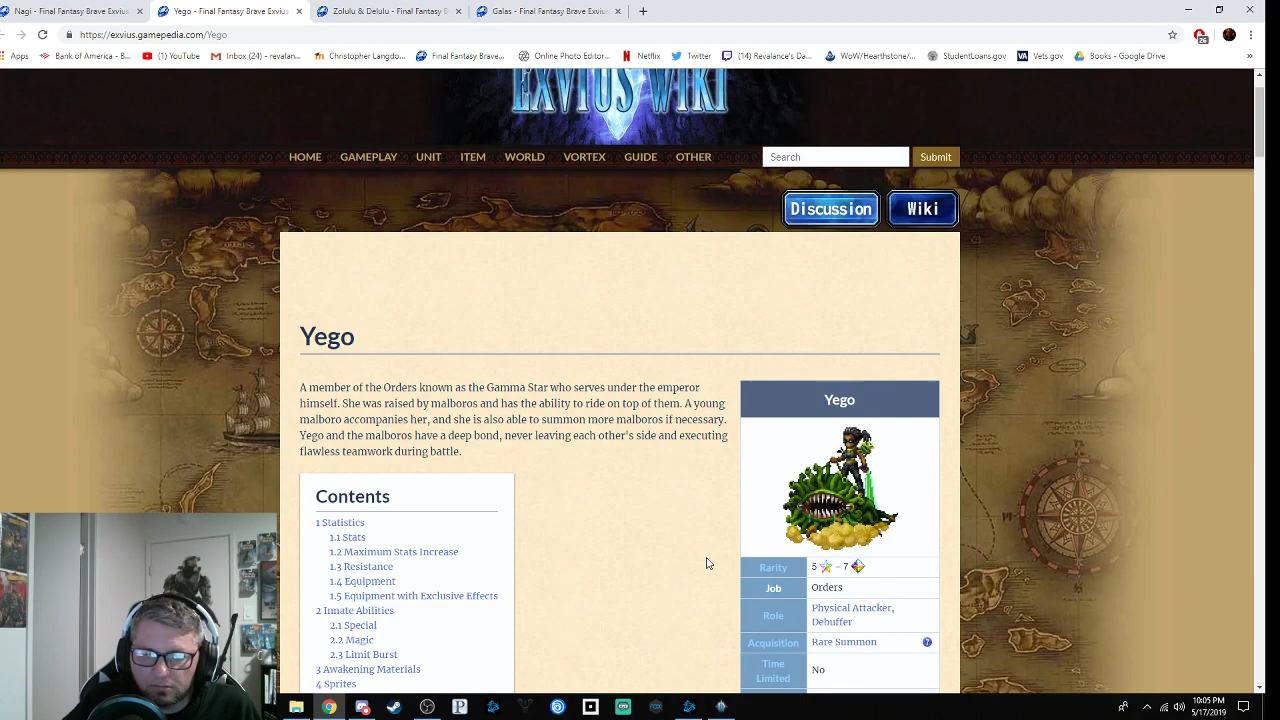 Nagi - Final Fantasy Brave Exvius
Yego - Final Fantasy Brave Exvius
Zolulu & Delulu - Final Fantasy B
Galas - Final Fantasy Brave Exvius
https://exvius.gamepedia.com/Yego
26
Apps
Bank of America - B...
(1) YouTube
Inbox (24) - revalan...
Christopher Langdo...
Final Fantasy Brave...
Online Photo Editor...
Netflix
Twitter
(14) Revalance's Da...
WoW/Hearthstone/...
StudentLoans.gov
Vets.gov
Books - Google Drive
»
EXVIUS WIKI
HOME
GAMEPLAY
UNIT
ITEM
WORLD
VORTEX
GUIDE
OTHER
Search
Submit
Discussion
Wiki
Yego
A member of the Orders known as the Gamma Star who serves under the emperor
himself. She was raised by malboros and has the ability to ride on top of them. A young
malboro accompanies her, and she is also able to summon more malboros if necessary.
Yego and the malboros have a deep bond, never leaving each other's side and executing
flawless teamwork during battle.
Contents
1 Statistics
1.1 Stats
1.2 Maximum Stats Increase
1.3 Resistance
1.4 Equipment
1.5 Equipment with Exclusive Effects
2 Innate Abilities
2.1 Special
2.2 Magic
2.3 Limit Burst
3 Awakening Materials
4 Sprites
Yego
Rarity
5 – 7
Job
Orders
Role
Physical Attacker,
Debuffer
Acquisition
Rare Summon
?
Time
Limited
No
10:05 PM
5/17/2019